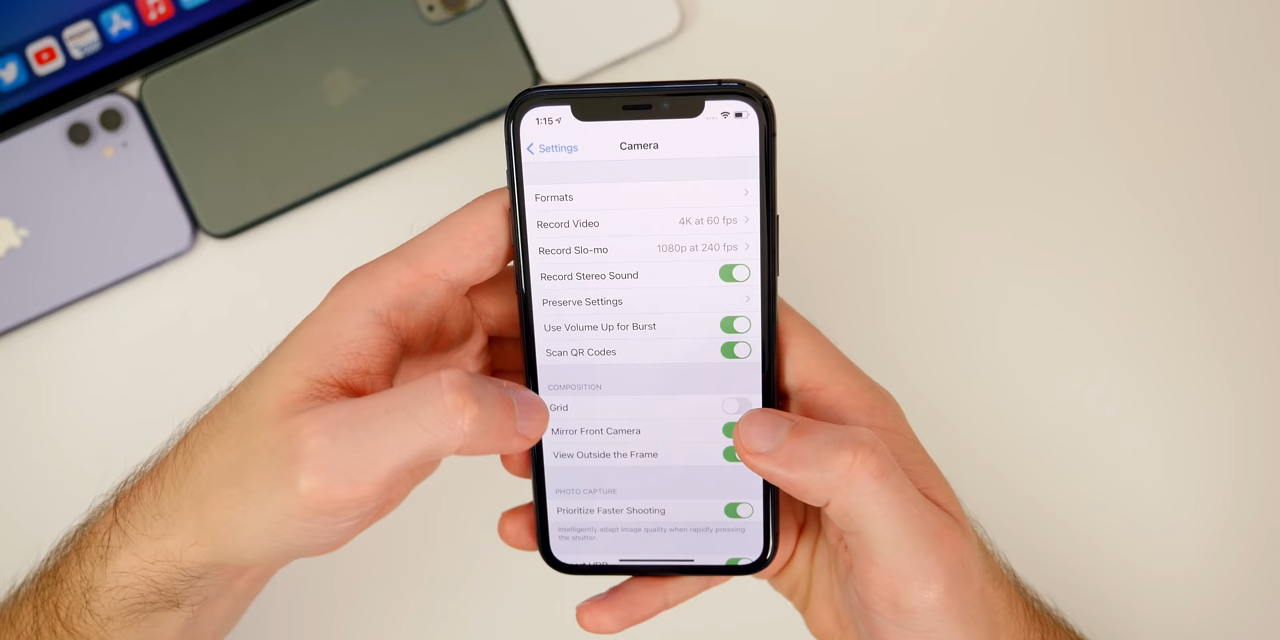 1:15
Settings
Camera
Formats
Record Video 4K at 60 fps
Record Slo-mo 1080p at 240 fps
Record Stereo Sound
Preserve Settings
Use Volume Up for Burst
Scan QR Codes
COMPOSITION
Grid
Mirror Front Camera
View Outside the Frame
PHOTO CAPTURE
Prioritize Faster Shooting
Intelligently adapt image quality when rapidly pressing
the shutter.